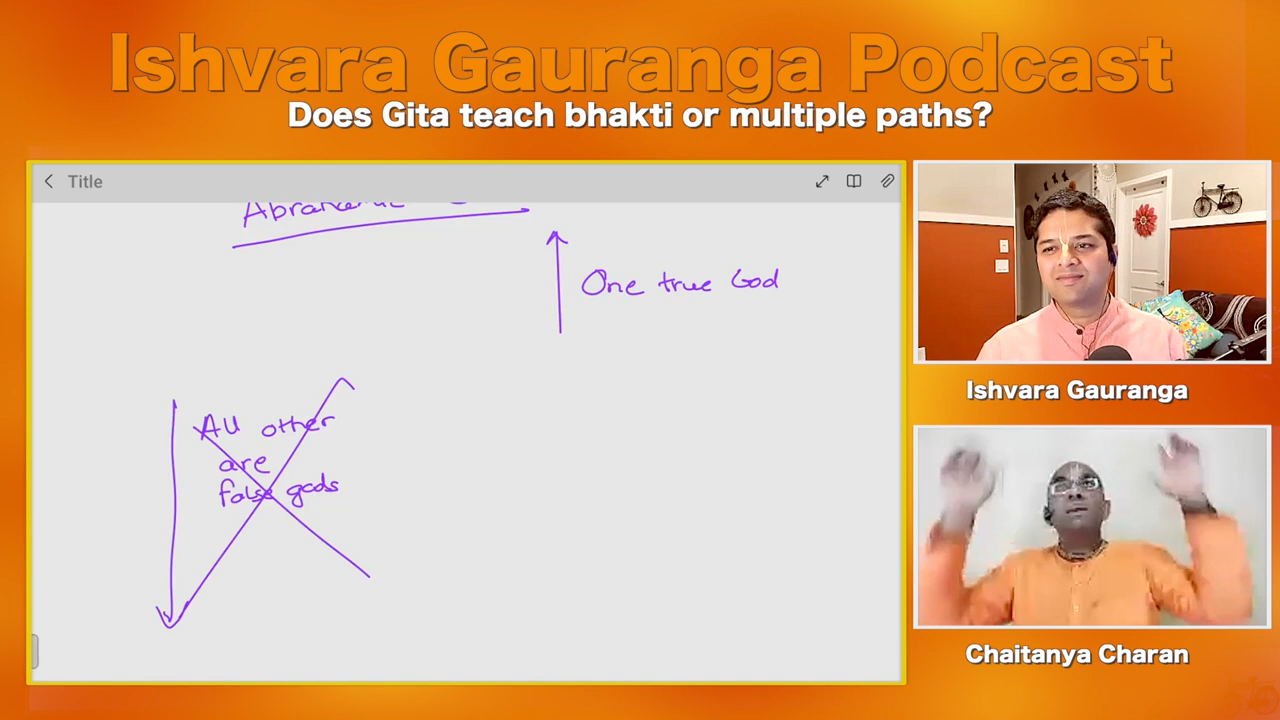 Ishvara Gauranga Podcast
Does Gita teach bhakti or multiple paths?
Title
One true God
All other
are
false gods
Ishvara Gauranga
Chaitanya Charan